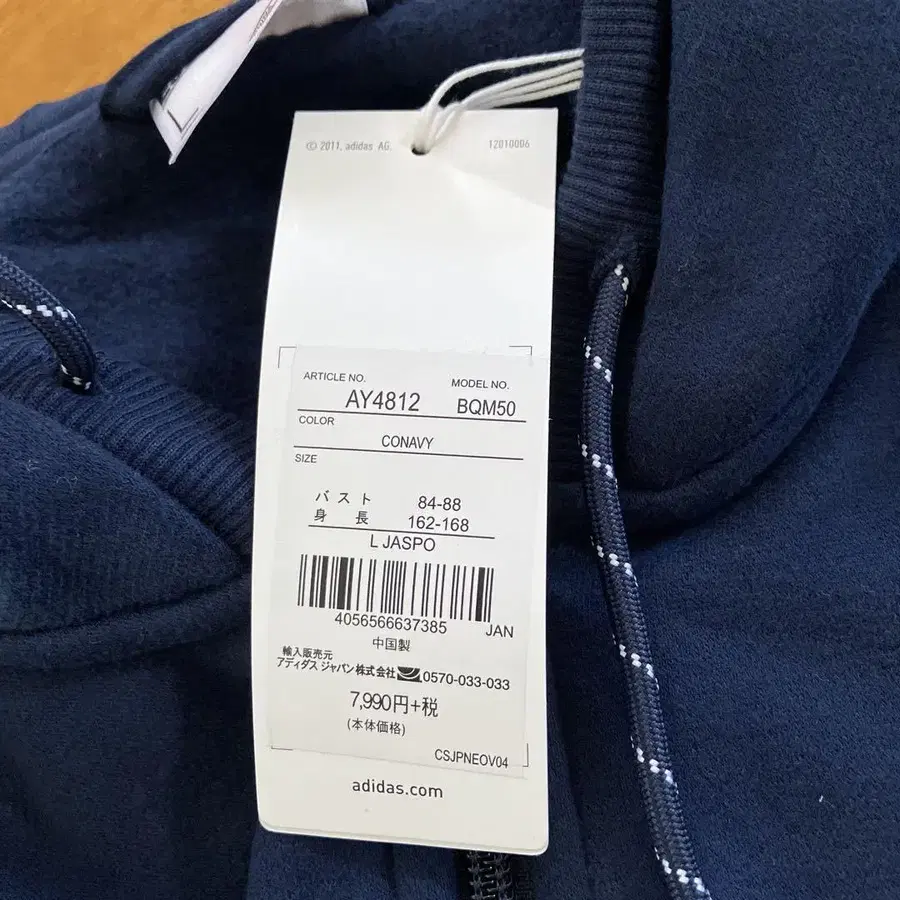 © 2011, adidas AG. 12010006
ARTICLE NO. MODEL NO.
AY4812 BQM50
COLOR
CONAVY
SIZE
バスト 84-88
身 長 162-168
L JASPO
4056566637385 JAN
中国製
輸入販売元
アディダス ジャパン株式会社 0570-033-033
7,990円+税
(本体価格)
CSJPNEOV04
adidas.com